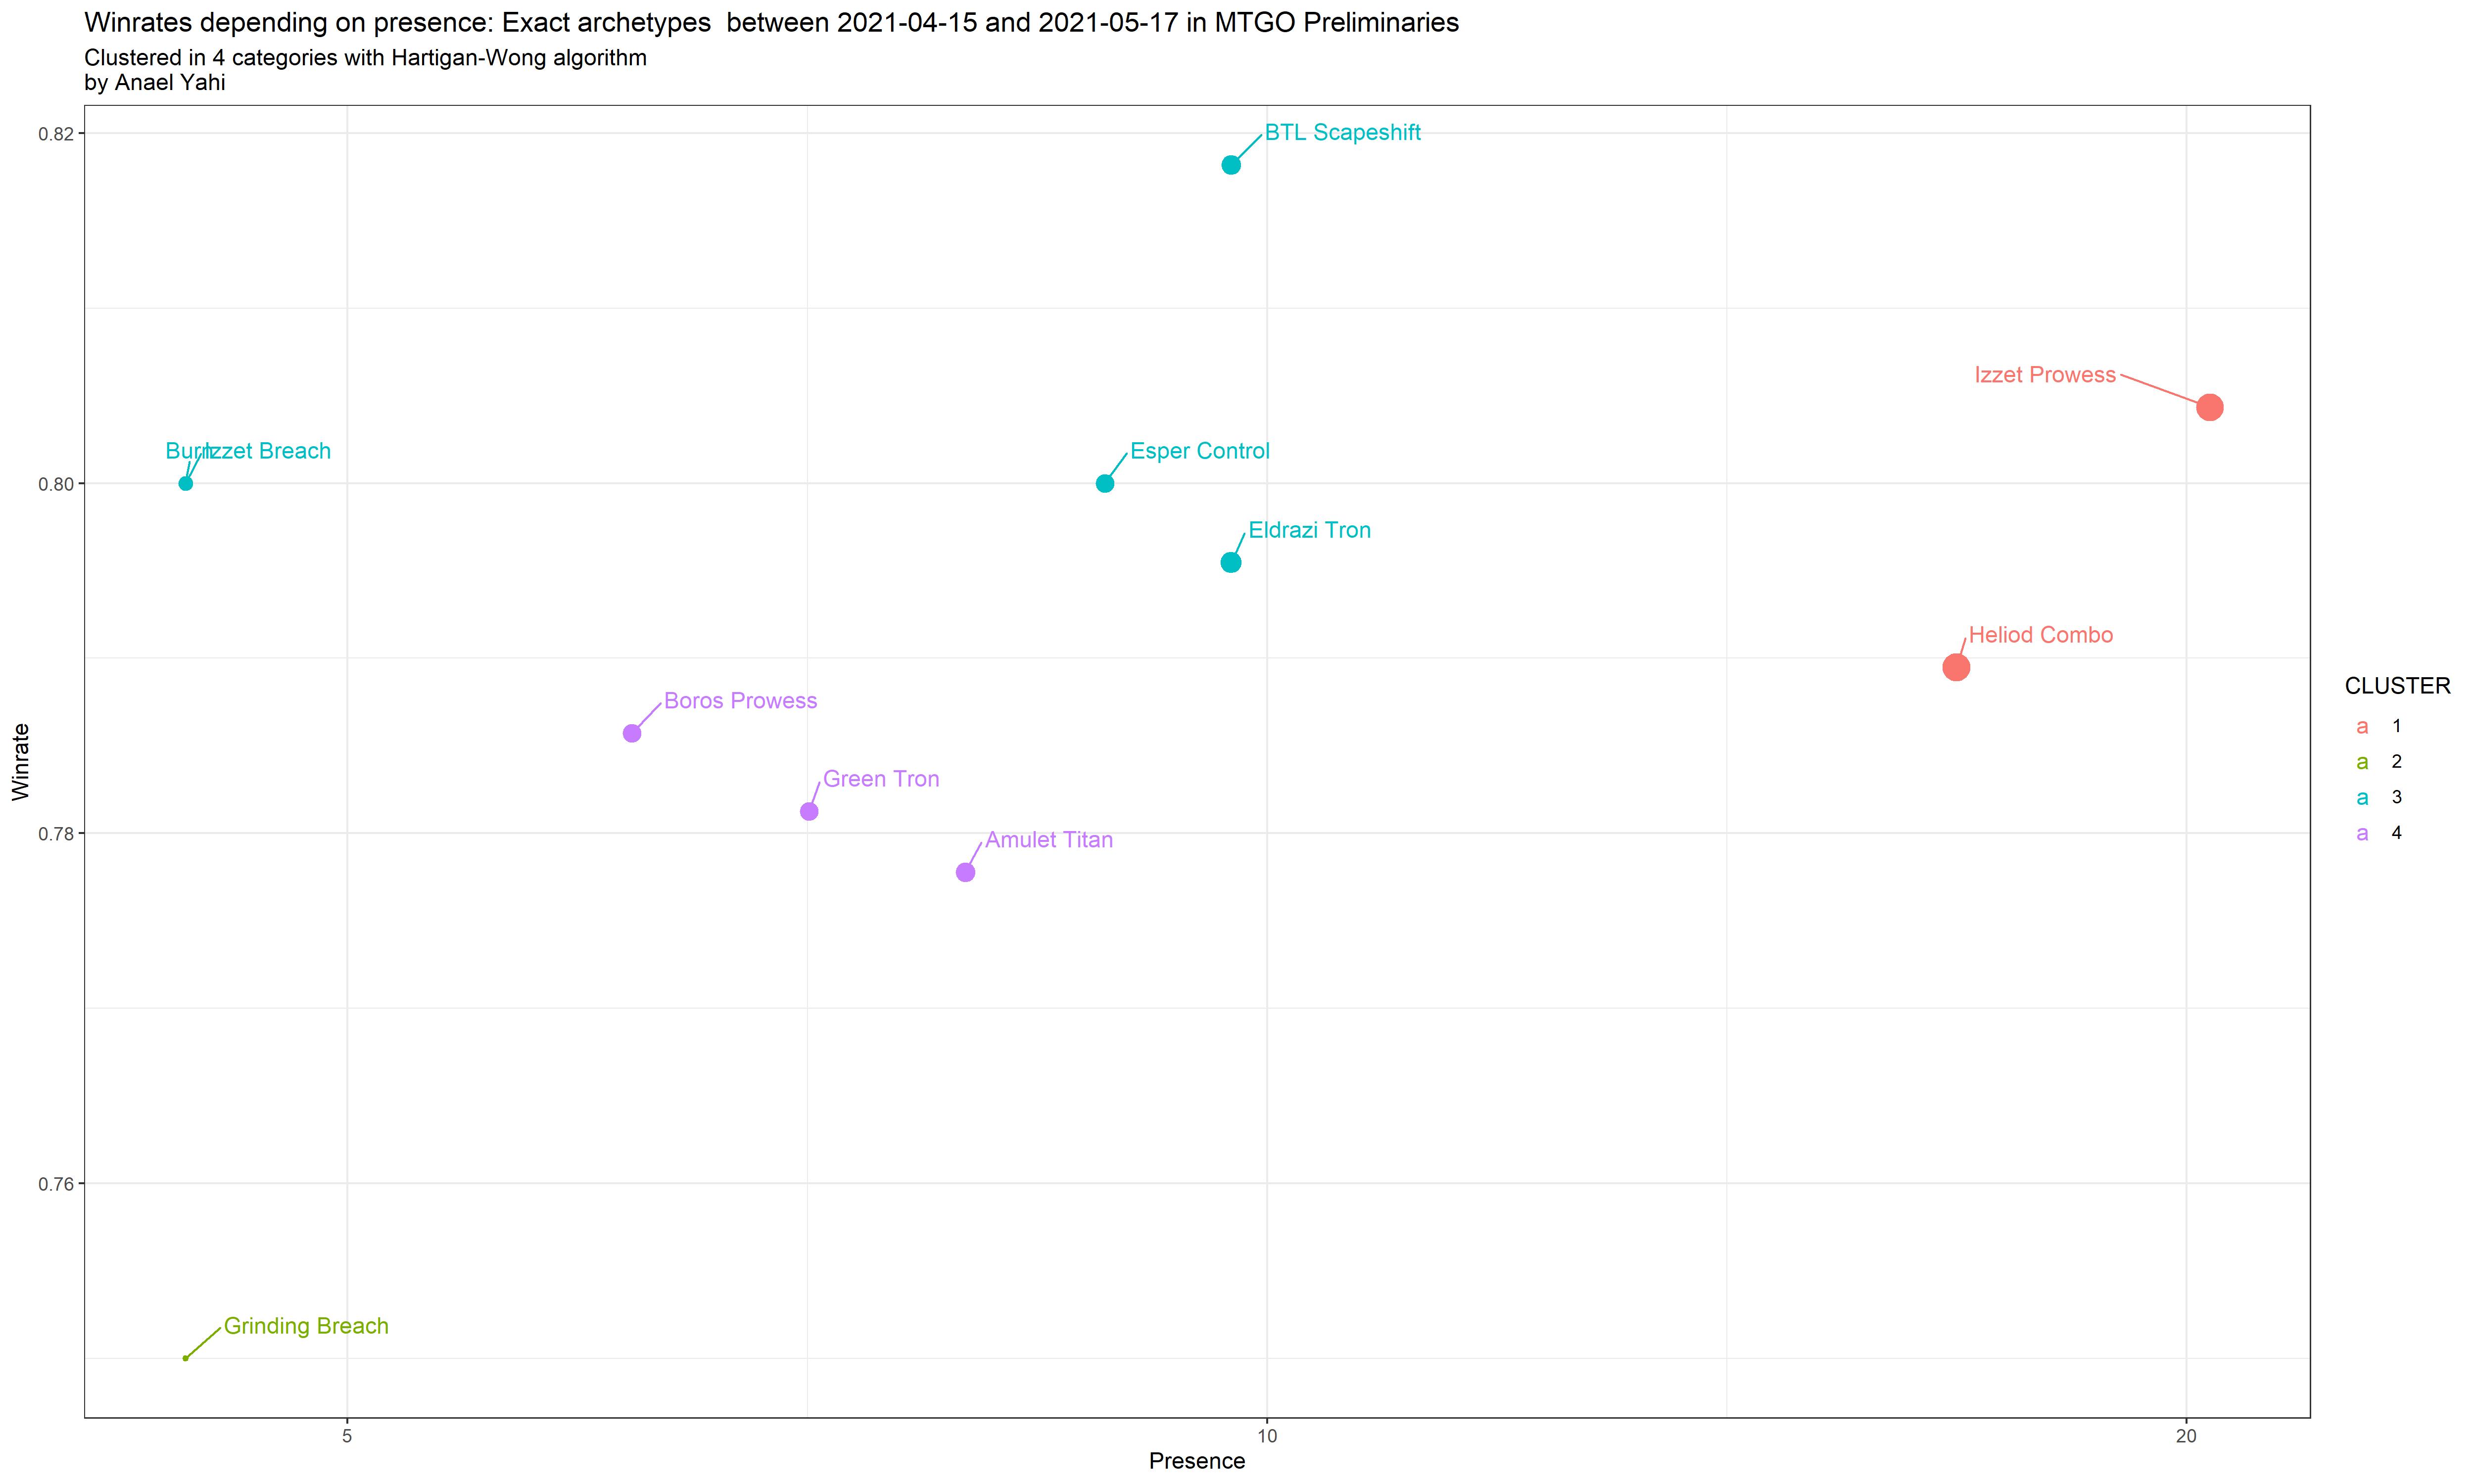 Winrates depending on presence: Exact archetypes  between 2021-04-15 and 2021-05-17 in MTGO Preliminaries
Clustered in 4 categories with Hartigan-Wong algorithm
by Anael Yahi
0.82
BTL Scapeshift
Izzet Prowess
Burn
Izzet Breach
Esper Control
0.80
Eldrazi Tron
Heliod Combo
Boros Prowess
Green Tron
Amulet Titan
0.78
Winrate
CLUSTER
a 1
a 2
a 3
a 4
0.76
Grinding Breach
5
10
20
Presence